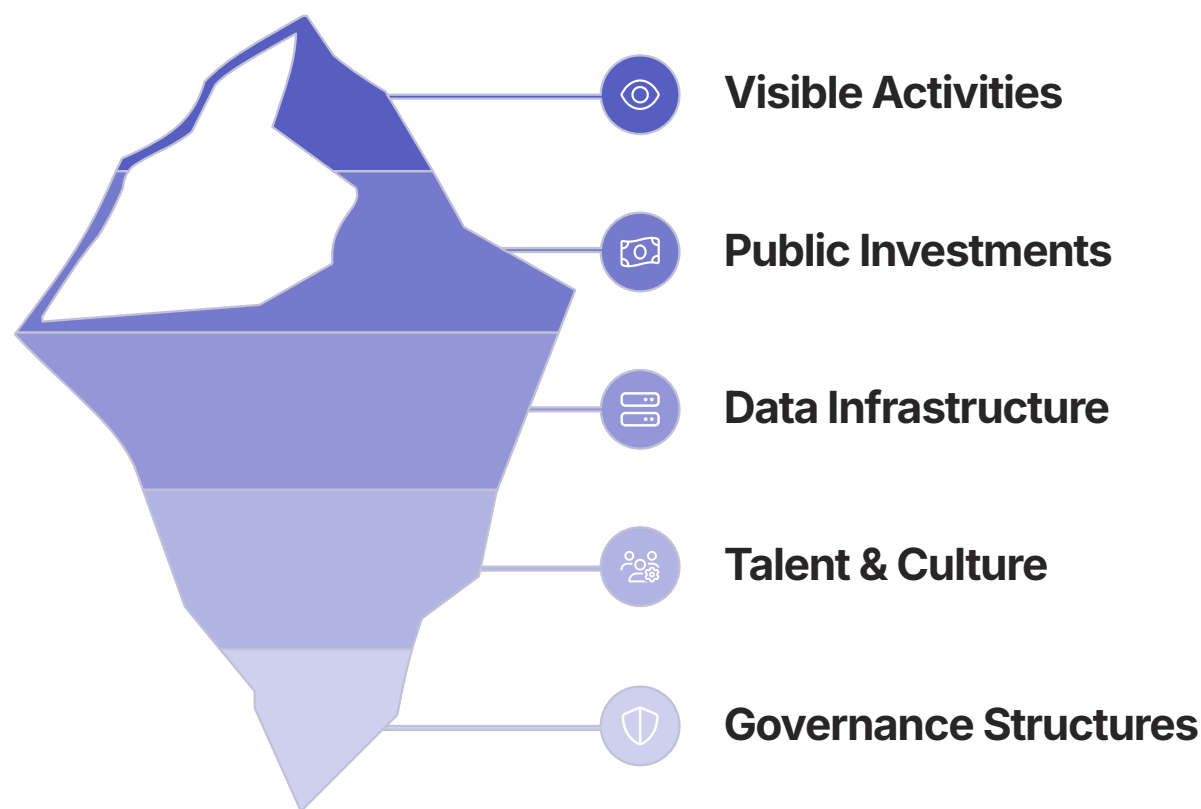 Visible Activities
Public Investments
Data Infrastructure
Talent & Culture
Governance Structures